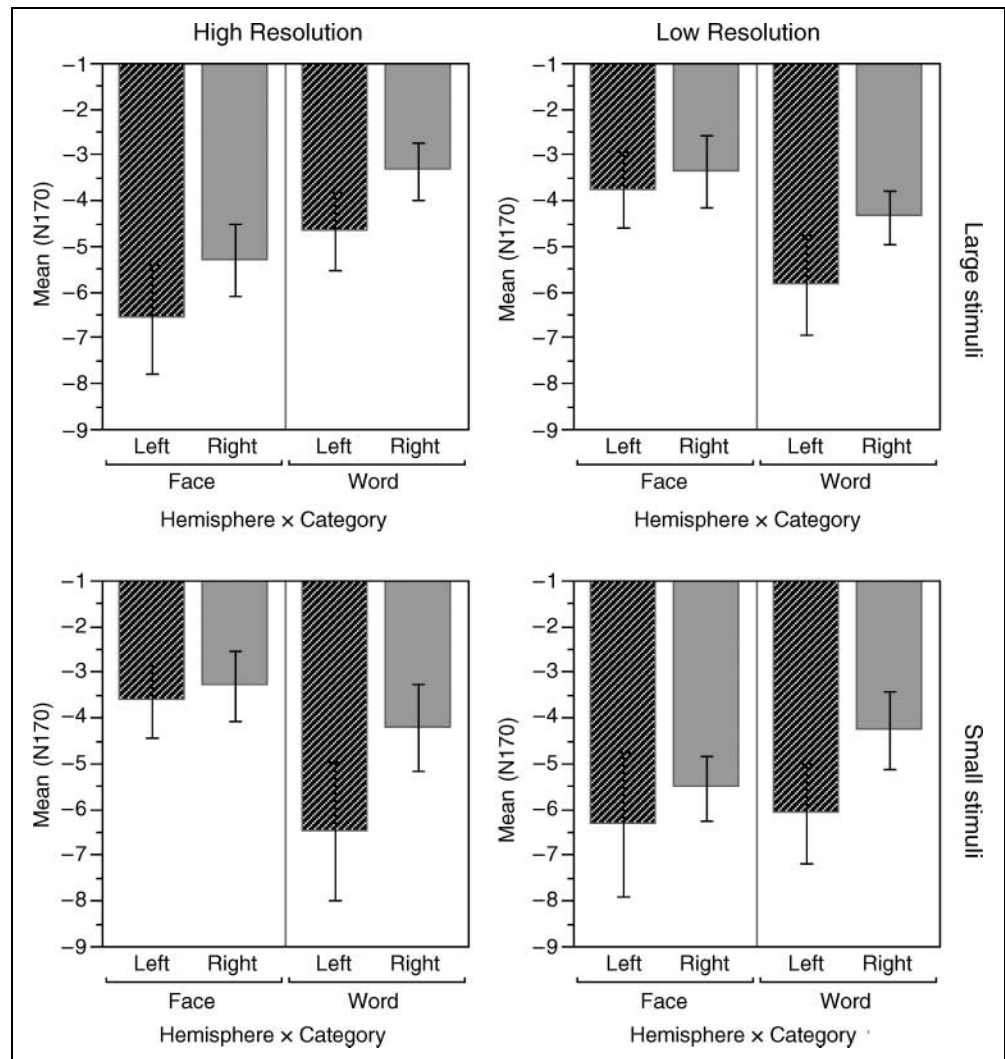 High Resolution
Low Resolution
Mean (N170)
−1
−2
−3
−4
−5
−6
−7
−8
−9
Left Right Left Right
Face Word
Hemisphere × Category
Mean (N170)
−1
−2
−3
−4
−5
−6
−7
−8
−9
Left Right Left Right
Face Word
Hemisphere × Category
Large stimuli
Mean (N170)
−1
−2
−3
−4
−5
−6
−7
−8
−9
Left Right Left Right
Face Word
Hemisphere × Category
Mean (N170)
−1
−2
−3
−4
−5
−6
−7
−8
−9
Left Right Left Right
Face Word
Hemisphere × Category
Small stimuli